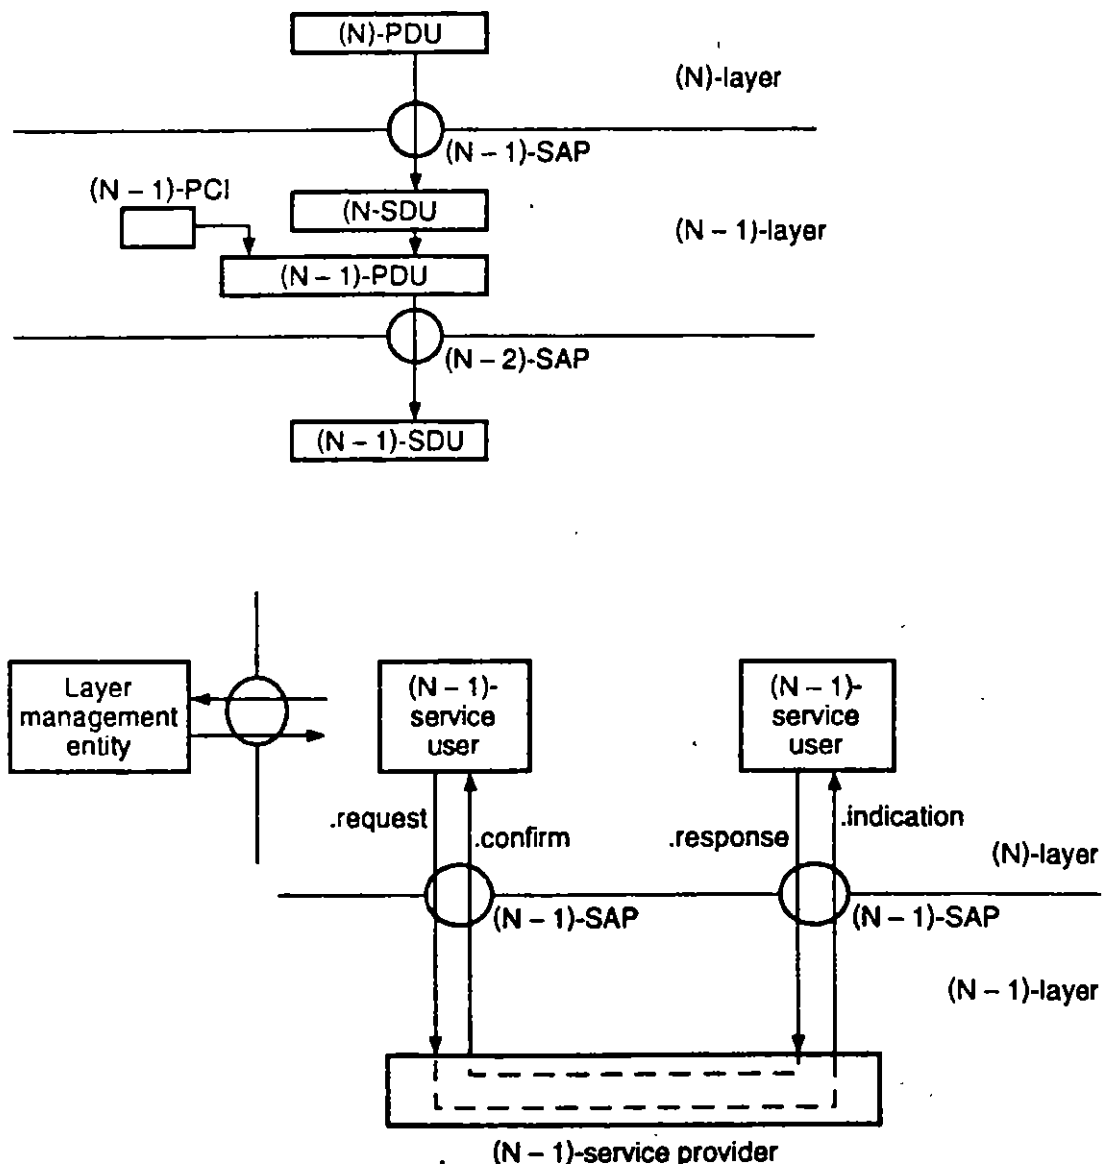 (N)-PDU
(N)-layer
(N – 1)-SAP
(N – 1)-PCI
(N-SDU
(N – 1)-layer
(N – 1)-PDU
(N – 2)-SAP
(N – 1)-SDU
Layer
management
entity
(N – 1)-
service
user
(N – 1)-
service
user
.request
.confirm
.response
.indication
(N)-layer
(N – 1)-SAP
(N – 1)-SAP
(N – 1)-layer
(N – 1)-service provider